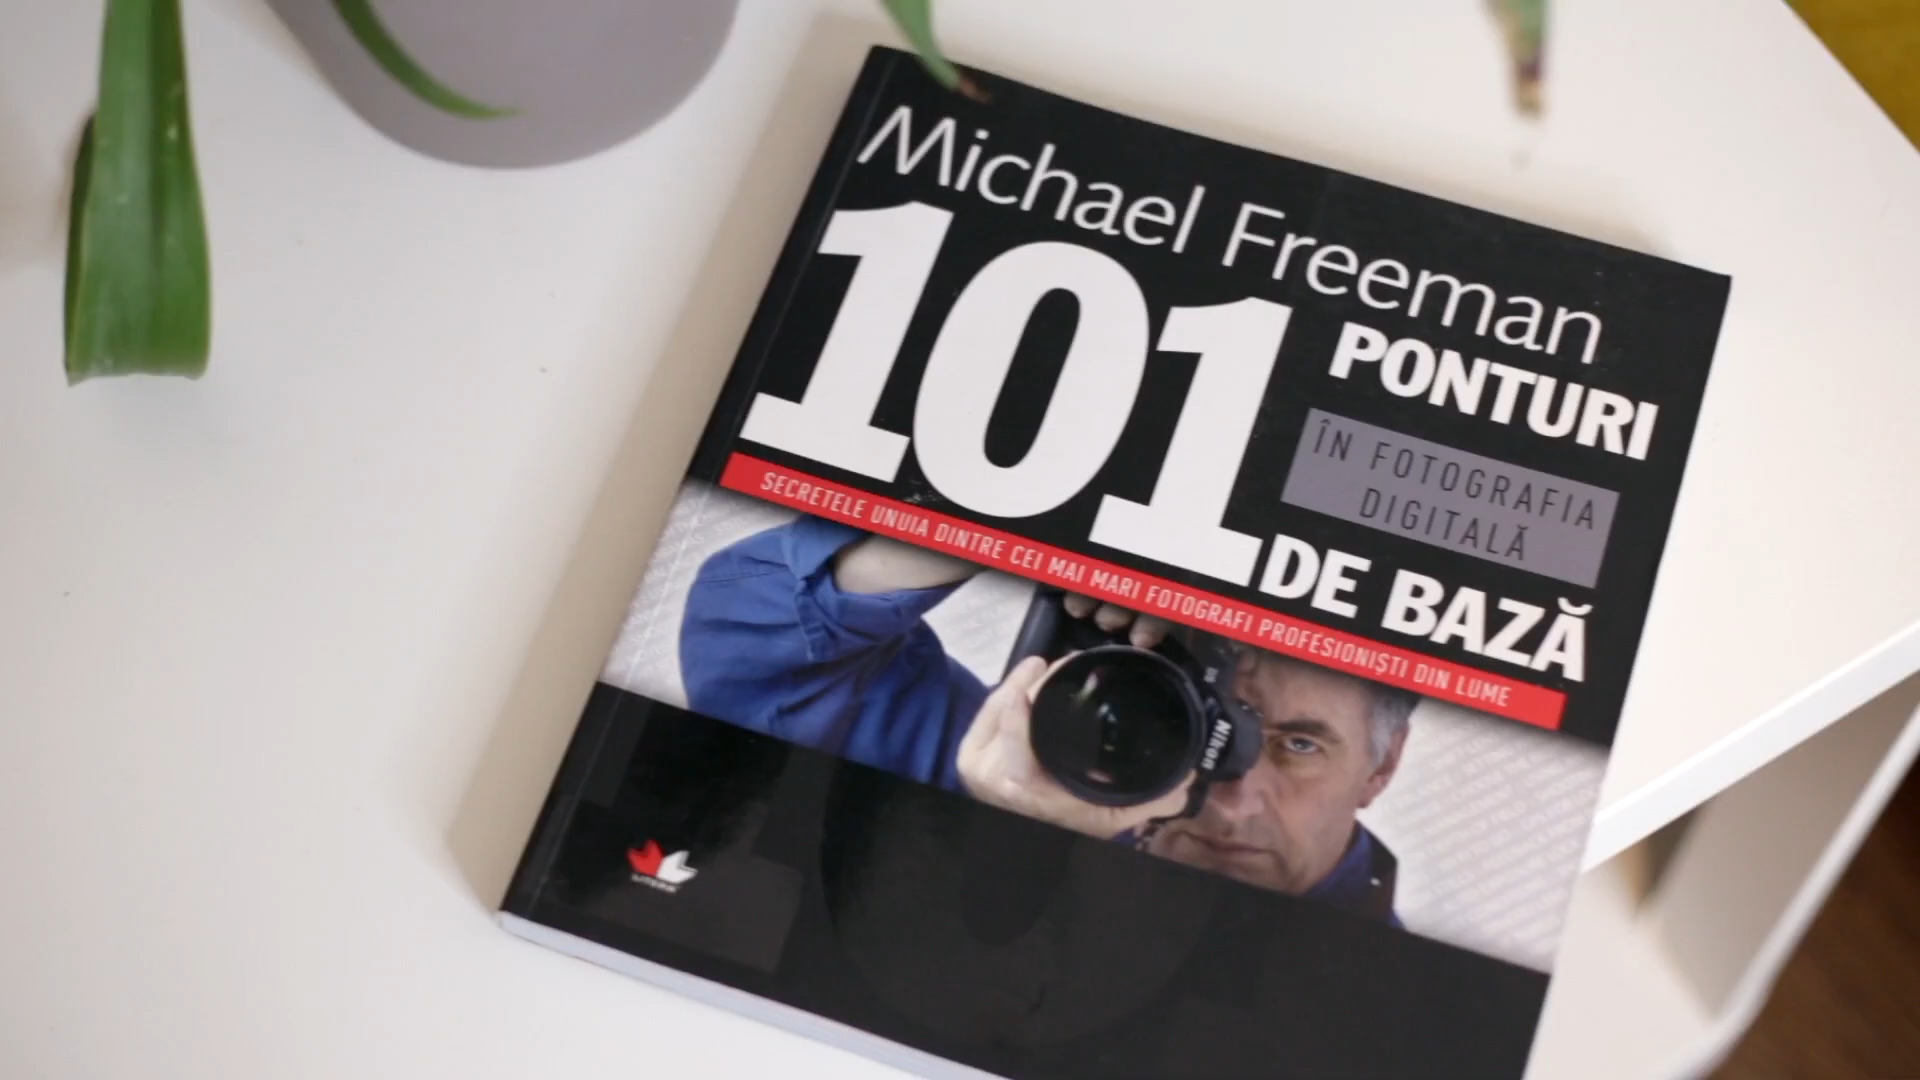 Michael Freeman
101
PONTURI
ÎN FOTOGRAFIA
DIGITALĂ
DE BAZĂ
SECRETELE UNUIA DINTRE CEI MAI MARI FOTOGRAFI PROFESIONIȘTI DIN LUME
Nikon
LITERA